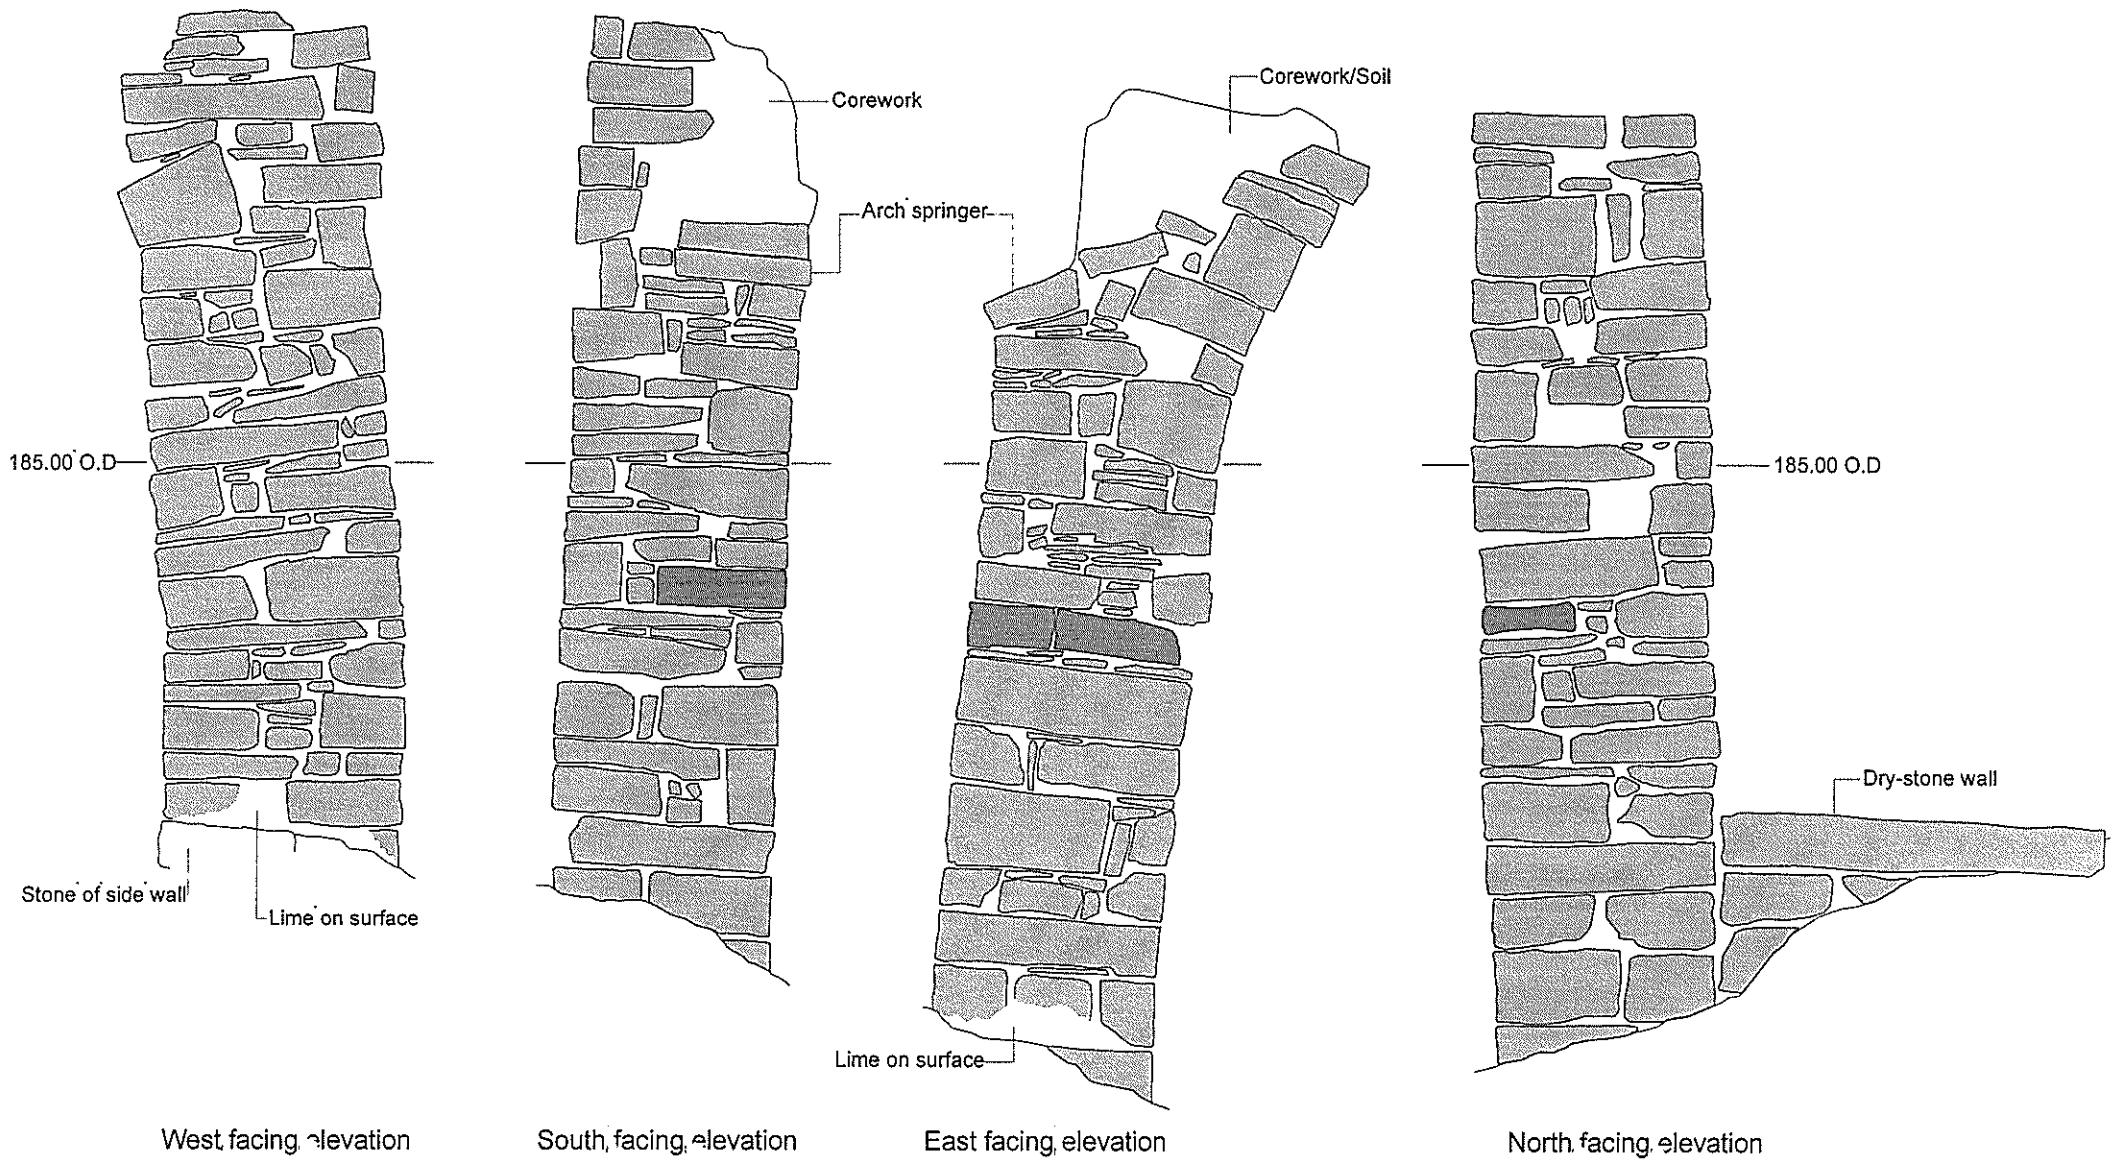 Corework/Soil
Corework
Arch springer
185.00 O.D
185.00 O.D
Dry-stone wall
Stone of side wall
Lime on surface
Lime on surface
West facing elevation
South facing elevation
East facing elevation
North facing elevation